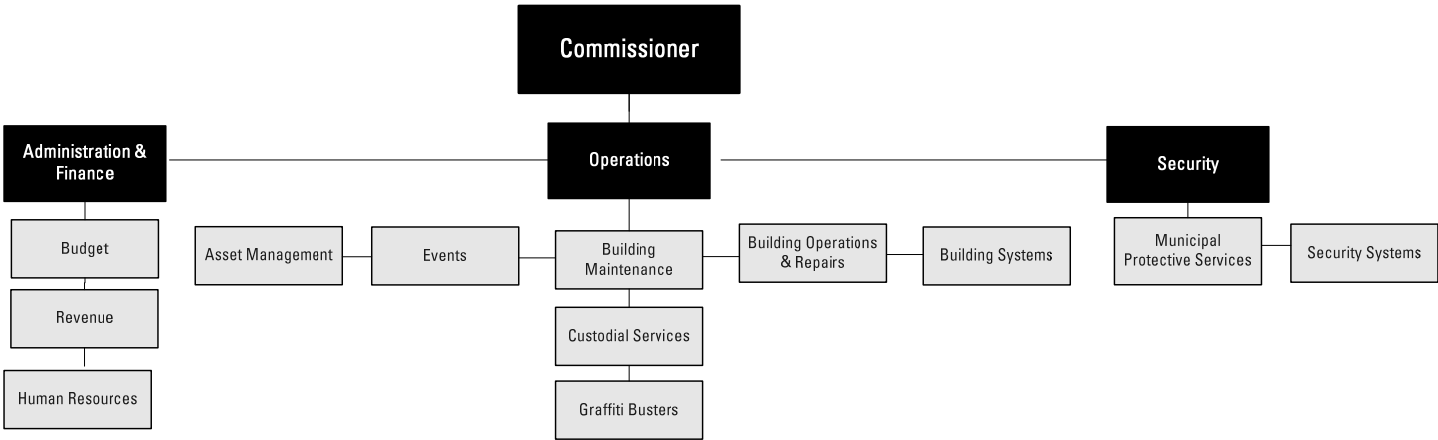 Commissioner
Administration &
Finance
Operations
Security
Budget
Revenue
Human Resources
Asset Management
Events
Building
Maintenance
Building Operations
& Repairs
Building Systems
Custodial Services
Graffiti Busters
Municipal
Protective Services
Security Systems